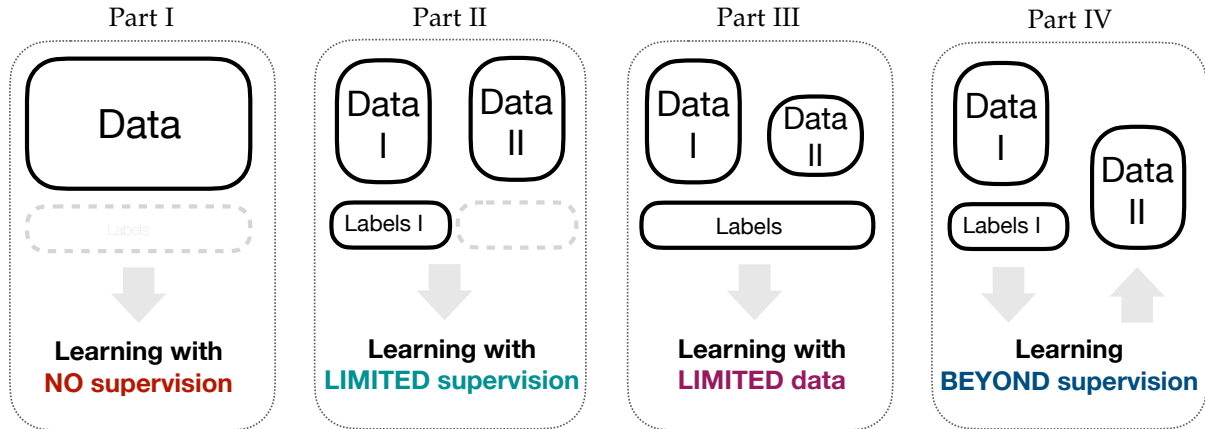 Part I
Data
Labels
Learning with
NO supervision
Part II
Data
I
Data
II
Labels I
Learning with
LIMITED supervision
Part III
Data
I
Data
II
Labels
Learning with
LIMITED data
Part IV
Data
I
Labels I
Data
II
Learning
BEYOND supervision